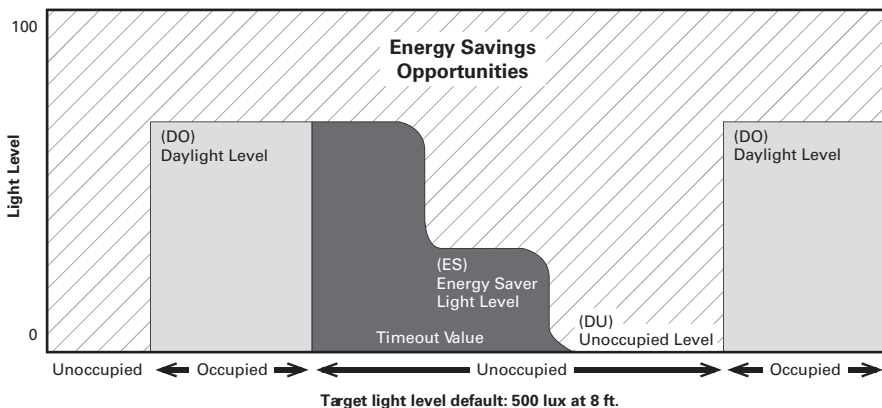 100
Energy Savings
Opportunities
(DO)
Daylight Level
(DO)
Daylight Level
Light Level
(ES)
Energy Saver
Light Level
(DU)
Unoccupied Level
Timeout Value
0
Unoccupied
Occupied
Unoccupied
Occupied
Target light level default: 500 lux at 8 ft.